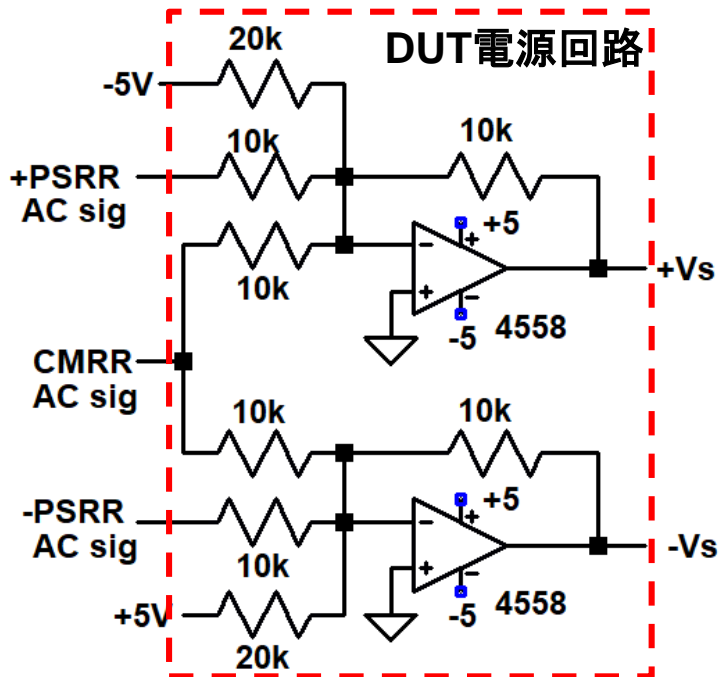 DUT電源回路
20k
-5V
10k
10k
+PSRR
AC sig
+5
+Vs
10k
-5
4558
CMRR
AC sig
10k
10k
-PSRR
AC sig
+5
-Vs
10k
-5
4558
+5V
20k